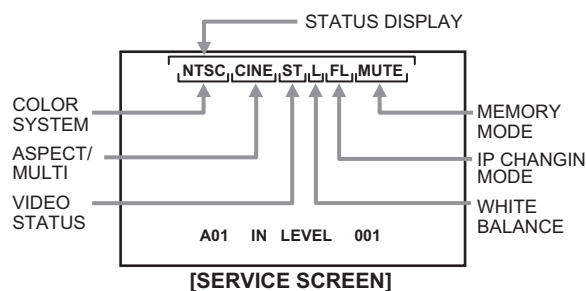 STATUS DISPLAY
NTSC CINE ST L FL MUTE
COLOR
SYSTEM
ASPECT/
MULTI
VIDEO
STATUS
MEMORY
MODE
IP CHANGIN
MODE
WHITE
BALANCE
A01 IN LEVEL 001
[SERVICE SCREEN]